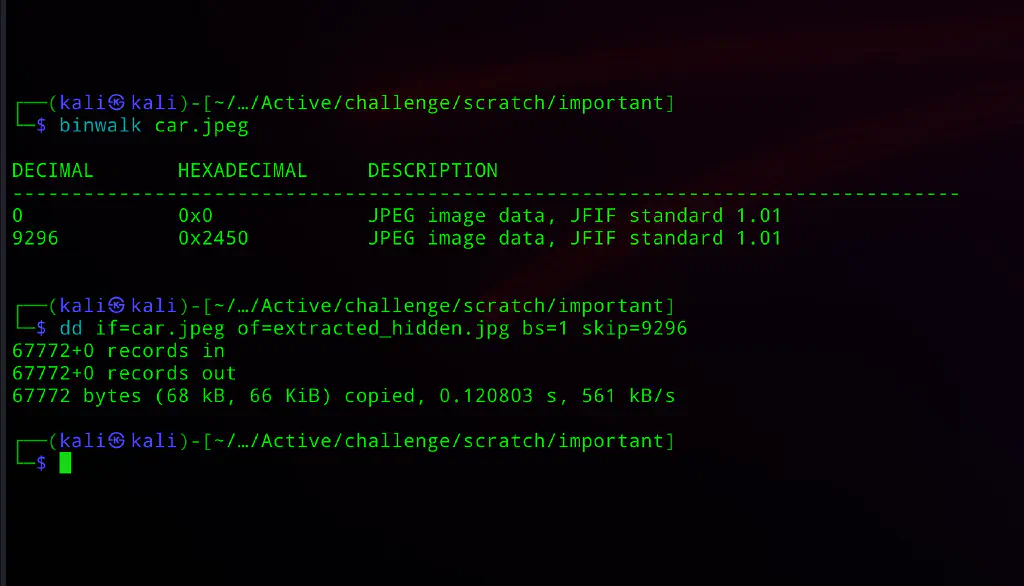 ┌──(kali㉿kali)-[~/…/Active/challenge/scratch/important]
└─$ binwalk car.jpeg
DECIMAL       HEXADECIMAL     DESCRIPTION
--------------------------------------------------------------------------------
0             0x0             JPEG image data, JFIF standard 1.01
9296          0x2450          JPEG image data, JFIF standard 1.01
┌──(kali㉿kali)-[~/…/Active/challenge/scratch/important]
└─$ dd if=car.jpeg of=extracted_hidden.jpg bs=1 skip=9296
67772+0 records in
67772+0 records out
67772 bytes (68 kB, 66 KiB) copied, 0.120803 s, 561 kB/s
┌──(kali㉿kali)-[~/…/Active/challenge/scratch/important]
└─$